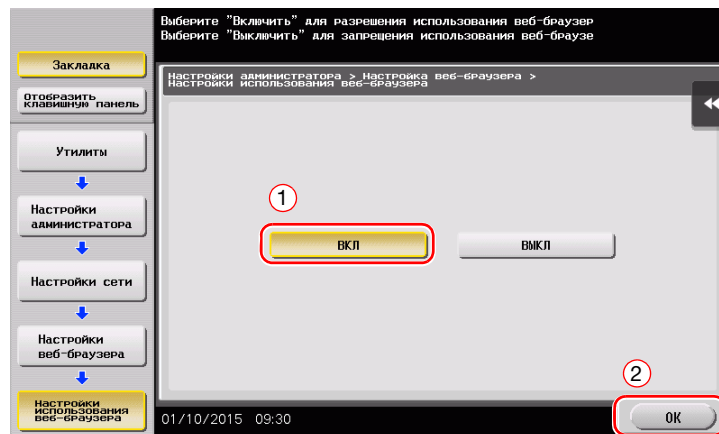 Выберите "Включить" для разрешения использования веб-браузер
Выберите "Выключить" для запрещения использования веб-браузе
Закладка
Отобразить
клавишную панель
Настройки администратора > Настройка веб-браузера >
Настройки использования веб-браузера
Утилиты
Настройки
администратора
Настройки сети
Настройки
веб-браузера
Настройки
использования
веб-браузера
1
ВКЛ
ВЫКЛ
2
01/10/2015 09:30
OK